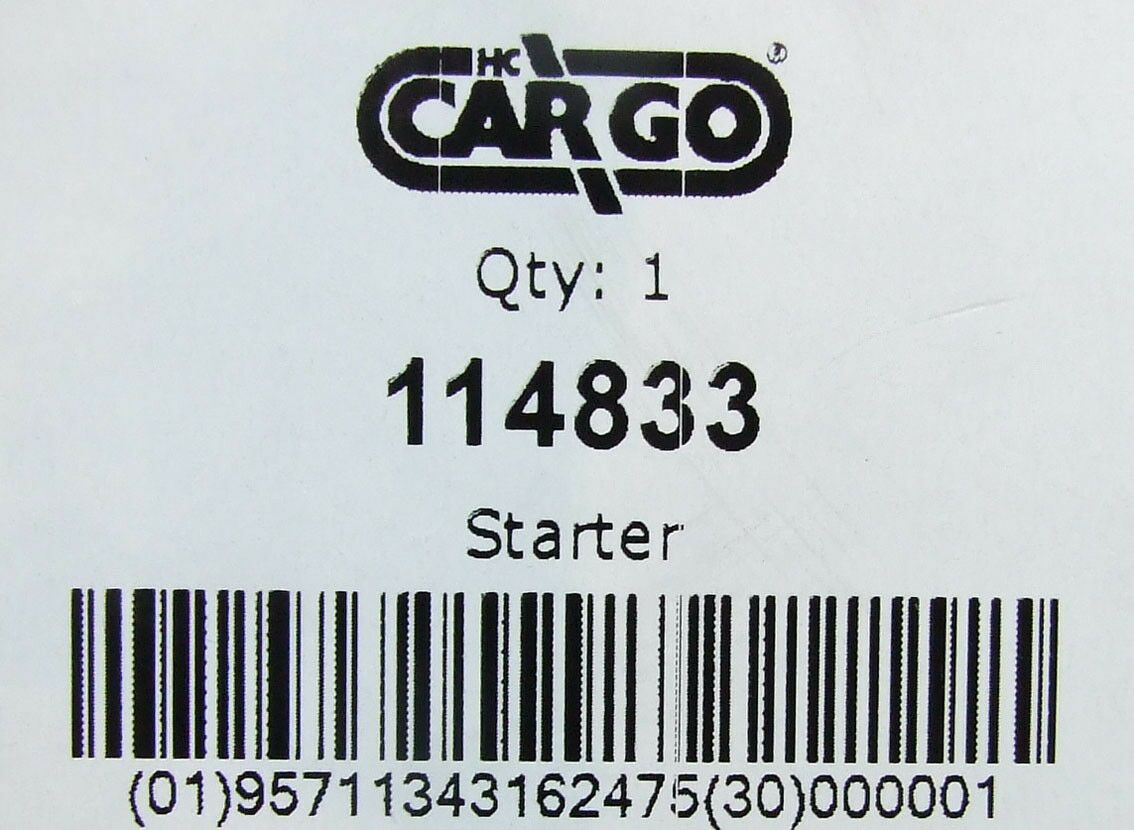 HC
CARGO®
Qty: 1
114833
Starter
(01)95711343162475(30)000001